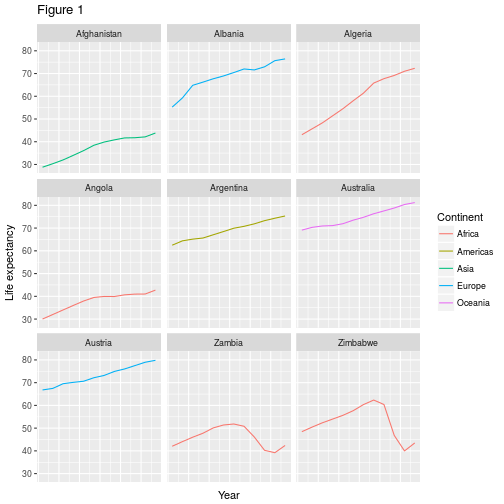 Figure 1
Afghanistan
Albania
Algeria
80
70
60
50
40
30
Angola
Argentina
Australia
80
70
60
50
40
30
Austria
Zambia
Zimbabwe
80
70
60
50
40
30
Life expectancy
Year
Continent
Africa
Americas
Asia
Europe
Oceania